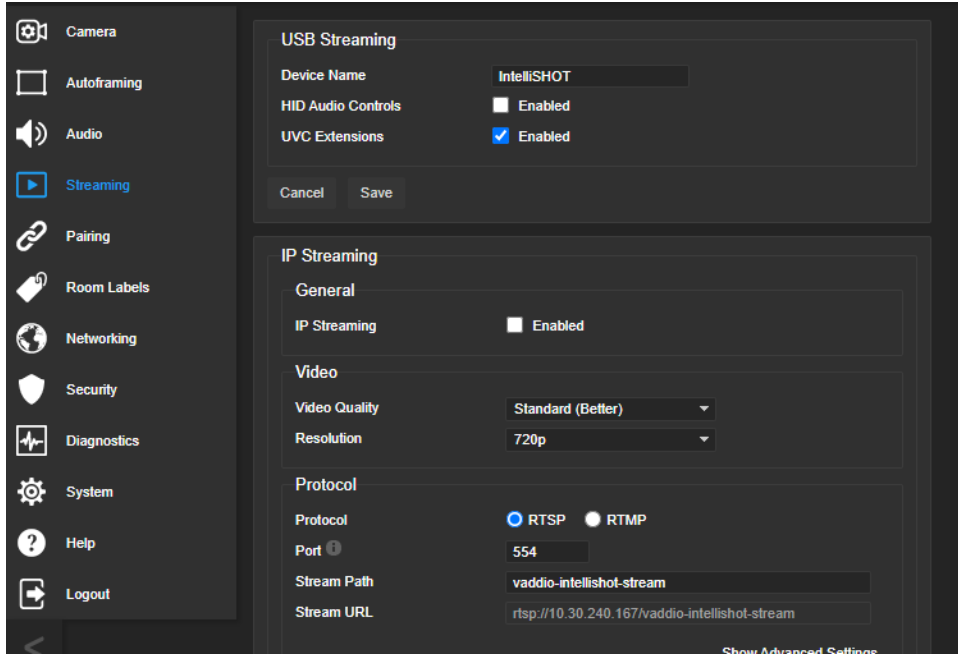 Camera
Autoframing
Audio
Streaming
Pairing
Room Labels
Networking
Security
Diagnostics
System
Help
Logout
USB Streaming
Device Name IntelliSHOT
HID Audio Controls Enabled
UVC Extensions Enabled
Cancel Save
IP Streaming
General
IP Streaming Enabled
Video
Video Quality Standard (Better)
Resolution 720p
Protocol
Protocol RTSP RTMP
Port 554
Stream Path vaddio-intellishot-stream
Stream URL rtsp://10.30.240.167/vaddio-intellishot-stream
Show Advanced Settings